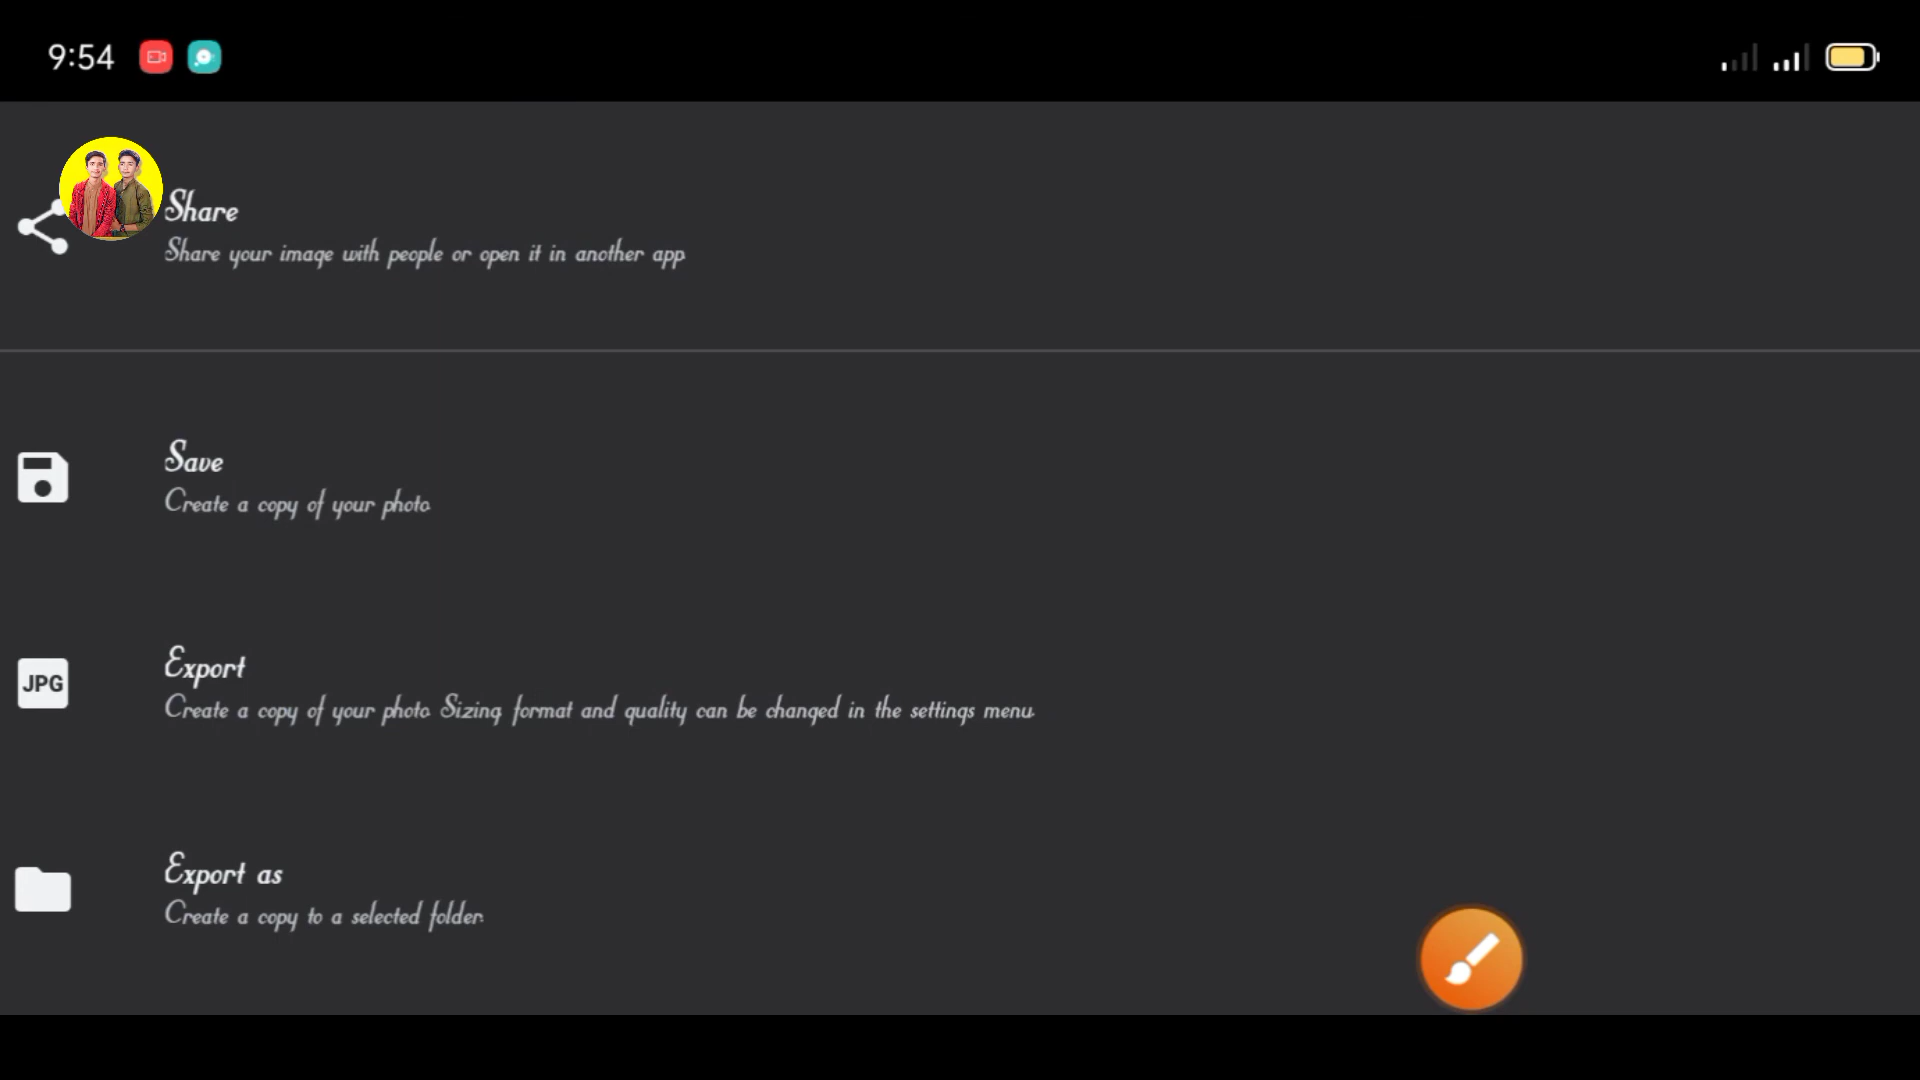 9:54
Share
Share your image with people or open it in another app
Save
Create a copy of your photo
JPG
Export
Create a copy of your photo Sizing format and quality can be changed in the settings menu
Export as
Create a copy to a selected folder